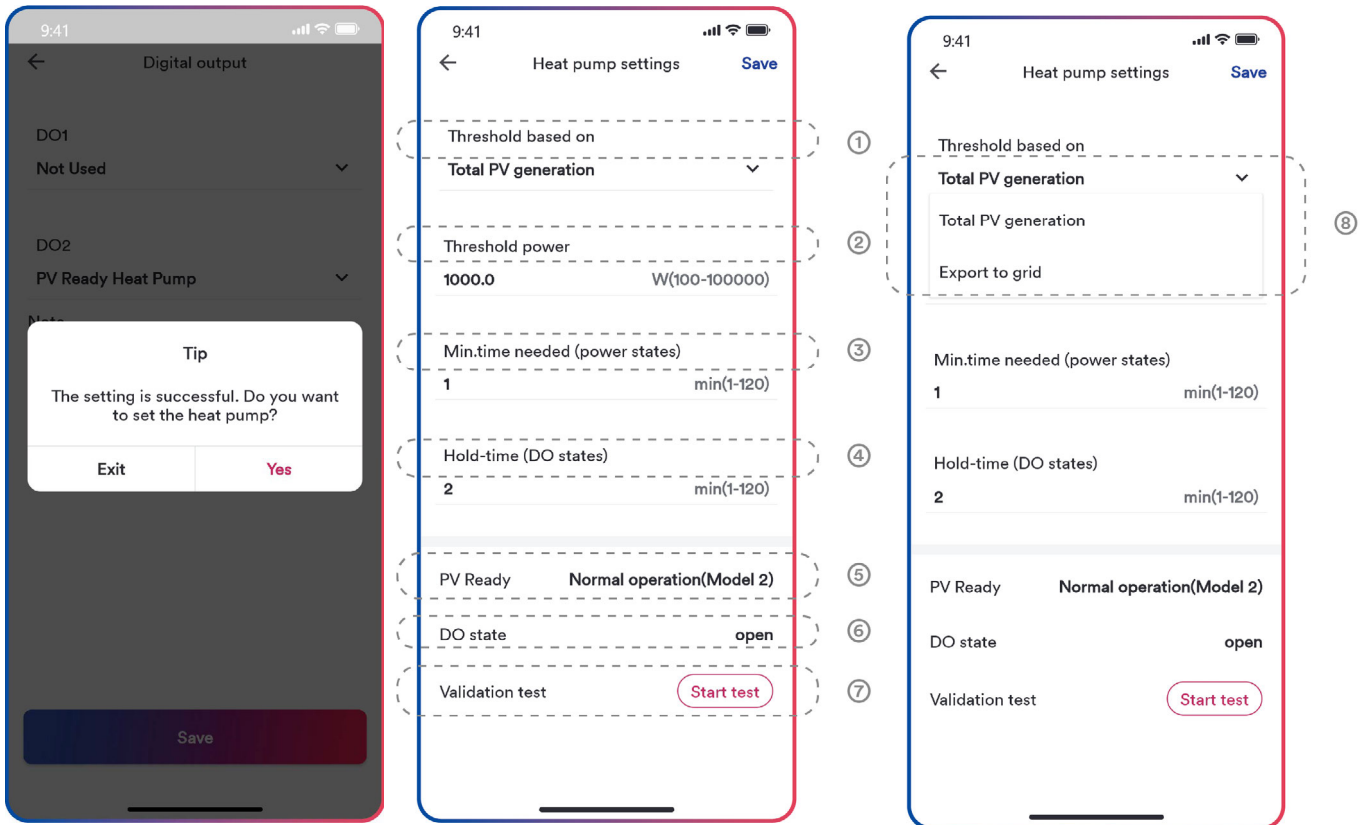 9:41
Digital output
DO1
Not Used
DO2
PV Ready Heat Pump
Note
Tip
The setting is successful. Do you want
to set the heat pump?
Exit Yes
Save
9:41
Heat pump settings Save
Threshold based on
Total PV generation
Threshold power
1000.0 W(100-100000)
Min.time needed (power states)
1 min(1-120)
Hold-time (DO states)
2 min(1-120)
PV Ready Normal operation(Model 2)
DO state open
Validation test Start test
①
②
③
④
⑤
⑥
⑦
9:41
Heat pump settings Save
Threshold based on
Total PV generation
Total PV generation
Export to grid
Min.time needed (power states)
1 min(1-120)
Hold-time (DO states)
2 min(1-120)
PV Ready Normal operation(Model 2)
DO state open
Validation test Start test
⑧